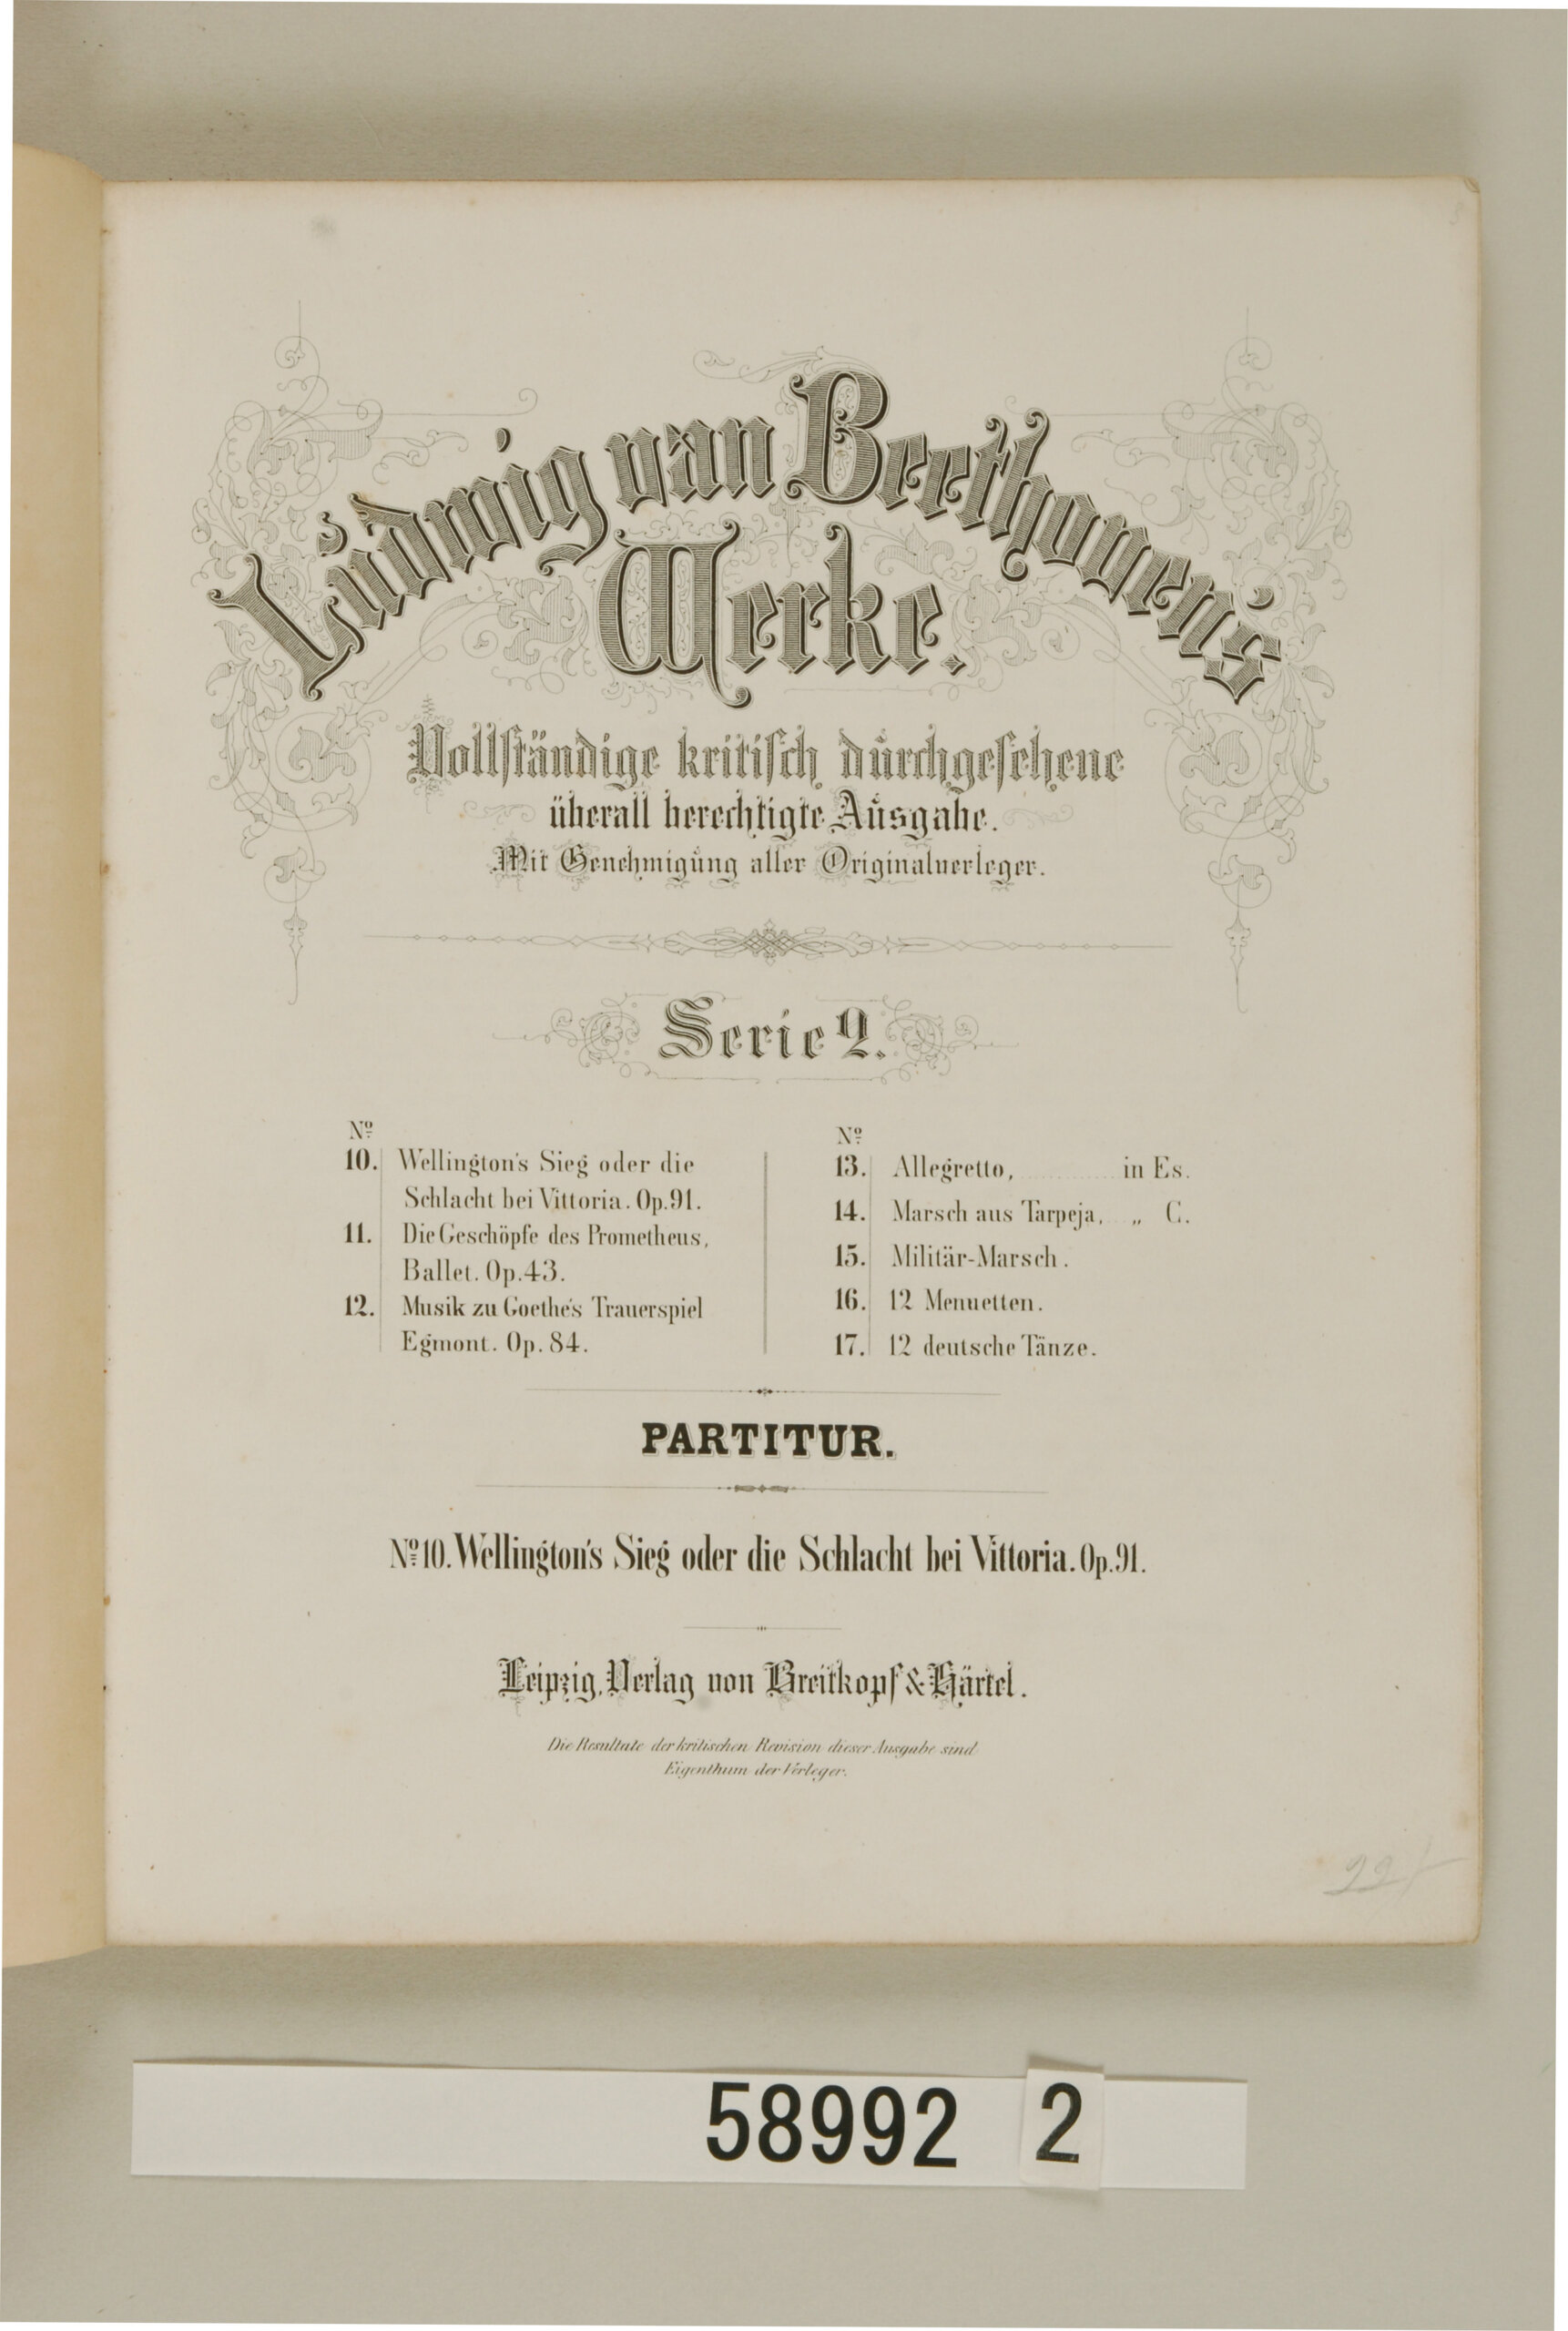 Ludwig van Beethoven's
Werke.
Vollständige kritisch durchgesehene
überall berechtigte Ausgabe.
Mit Genehmigung aller Originalverleger.
Serie 2.
Nº
10. Wellington's Sieg oder die
Schlacht bei Vittoria. Op. 91.
11. Die Geschöpfe des Prometheus,
Ballet. Op. 43.
12. Musik zu Goethe's Trauerspiel
Egmont. Op. 84.
Nº
13. Allegretto, in Es.
14. Marsch aus Tarpeja, „ C.
15. Militär-Marsch.
16. 12 Menuetten.
17. 12 deutsche Tänze.
PARTITUR.
Nº 10. Wellington's Sieg oder die Schlacht bei Vittoria. Op. 91.
Leipzig, Verlag von Breitkopf & Härtel.
Die Resultate der kritischen Revision dieser Ausgabe sind
Eigenthum der Verleger.
58992 2